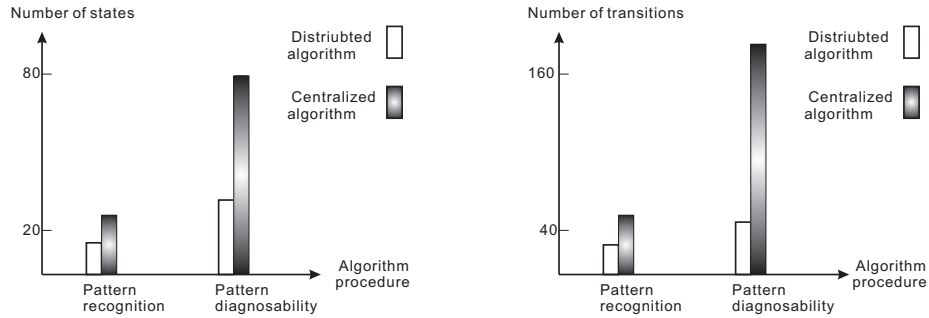 Number of states
Distriubted
algorithm
80
Centralized
algorithm
20
Algorithm
procedure
Pattern
recognition
Pattern
diagnosability
Number of transitions
Distriubted
algorithm
160
Centralized
algorithm
40
Algorithm
procedure
Pattern
recognition
Pattern
diagnosability